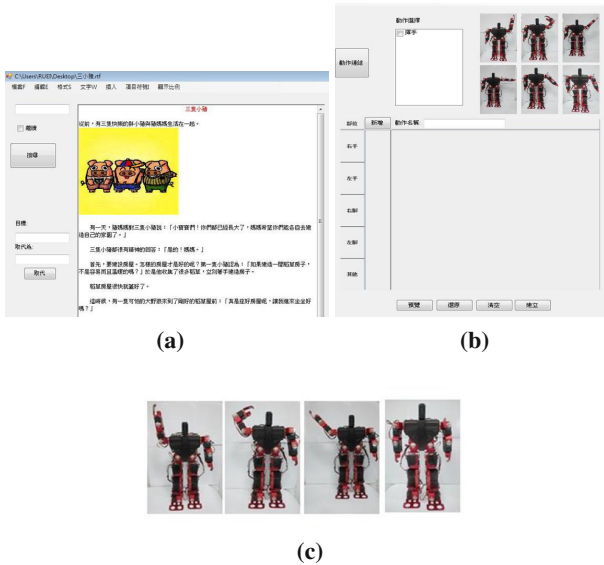 C:\Users\RUEI\Desktop\三小豬.rtf
檔案F 編輯E 格式S 文字W 插入 項目符號I 顯示比例
三隻小豬
從前，有三隻快樂的胖小豬與豬媽媽生活在一起。
翻譯
搜尋
目標:
取代為:
取代
有一天，豬媽媽對三隻小豬說：「小寶寶們！你們都已經長大了，媽媽希望你們能各自去建
造自己的家園了。」
三隻小豬都很有精神的回答：「是的！媽媽。」
首先，要建設房屋。怎樣的房屋才是好的呢？第一隻小豬認為：「如果建造一間稻草房子，
不是容易而且溫暖的嗎？」於是他收集了很多稻草，立刻著手建造房子。
稻草房屋很快就蓋好了。
這時候，有一隻可怕的大野狼來到了剛好的稻草屋前：「真是座好房屋呢，讓我進來坐坐好
嗎？」
(a)
動作連結
動作選擇
揮手
部位 新增 動作名稱
右手
左手
右腳
左腳
其他
預覽 還原 清空 建立
(b)
(c)